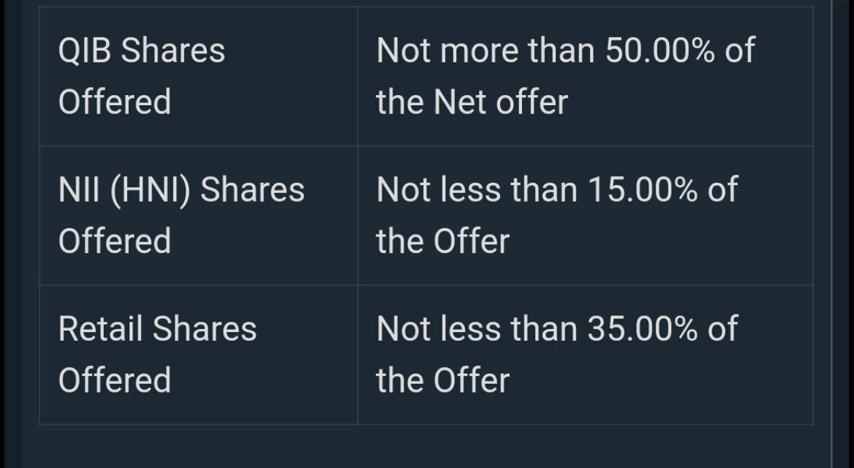 QIB Shares
Offered
Not more than 50.00% of
the Net offer
NII (HNI) Shares
Offered
Not less than 15.00% of
the Offer
Retail Shares
Offered
Not less than 35.00% of
the Offer